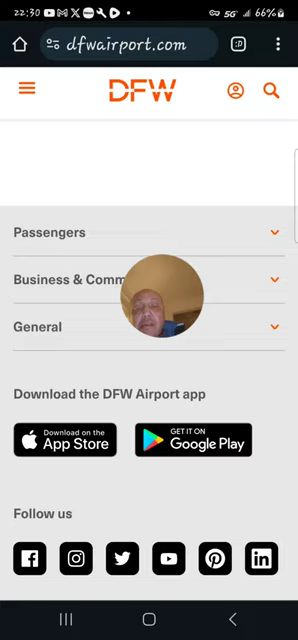 22:30
5G
66%
dfwairport.com
:D
DFW
Passengers
Business & Comm
General
Download the DFW Airport app
Download on the
App Store
GET IT ON
Google Play
Follow us